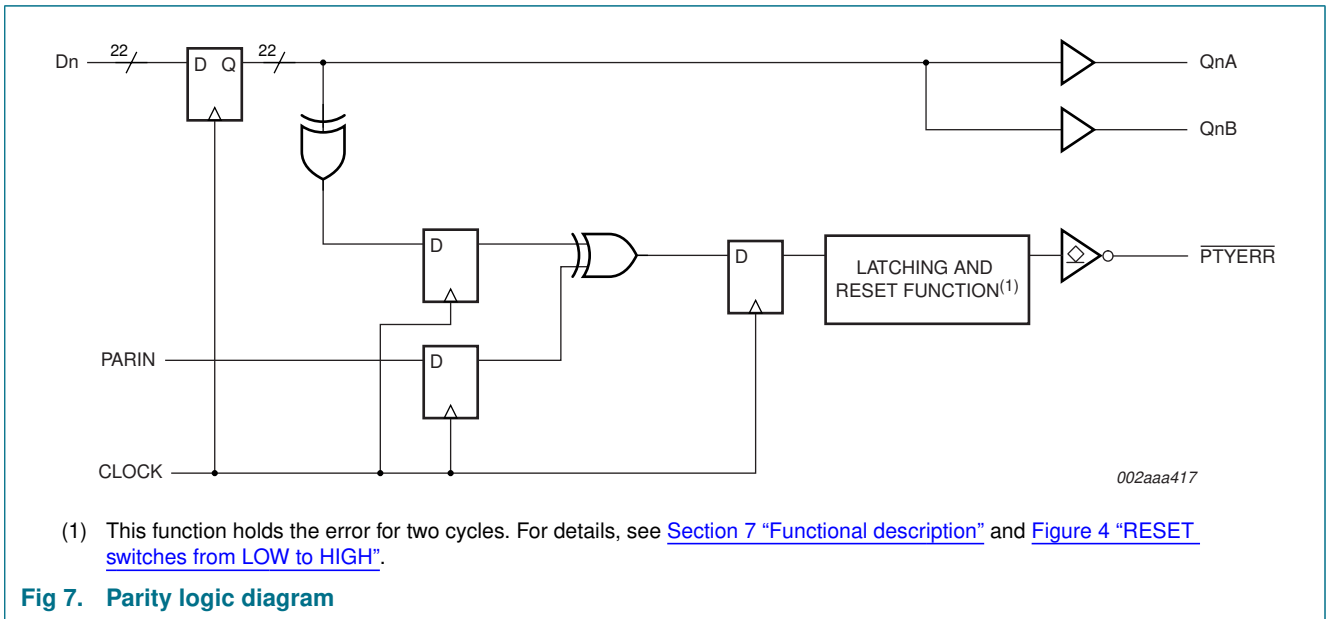 Dn 22 D Q 22 QnA
QnB
D D LATCHING AND
RESET FUNCTION(1) PTYERR
PARIN D
CLOCK
002aaa417
(1) This function holds the error for two cycles. For details, see Section 7 “Functional description” and Figure 4 “RESET
switches from LOW to HIGH”.
Fig 7. Parity logic diagram